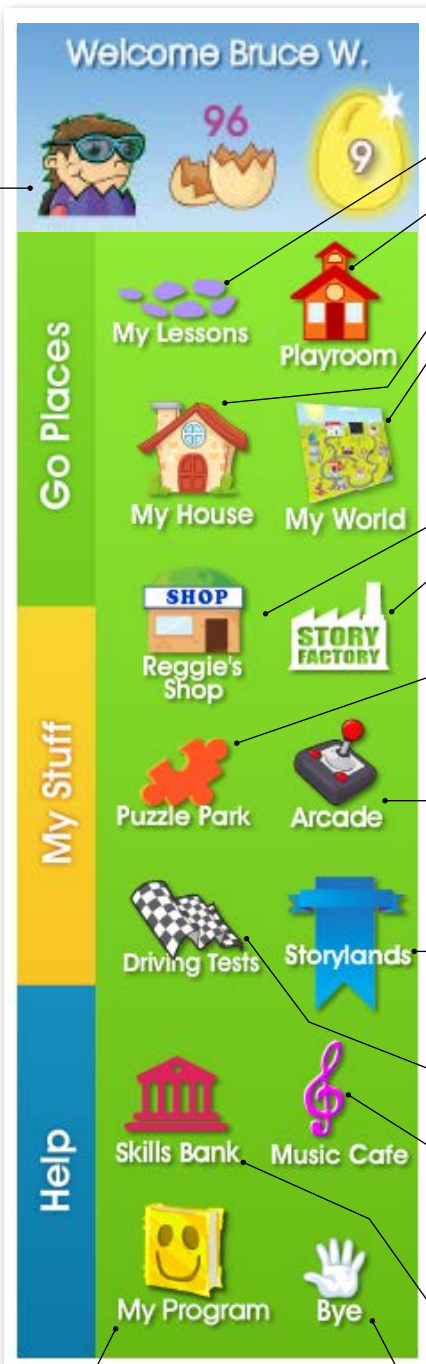 Welcome Bruce W.
96
9
Go Places
My Lessons
Playroom
My House
My World
SHOP
Reggie's
Shop
STORY
FACTORY
My Stuff
Puzzle Park
Arcade
Driving Tests
Storylands
Help
Skills Bank
Music Cafe
My Program
Bye